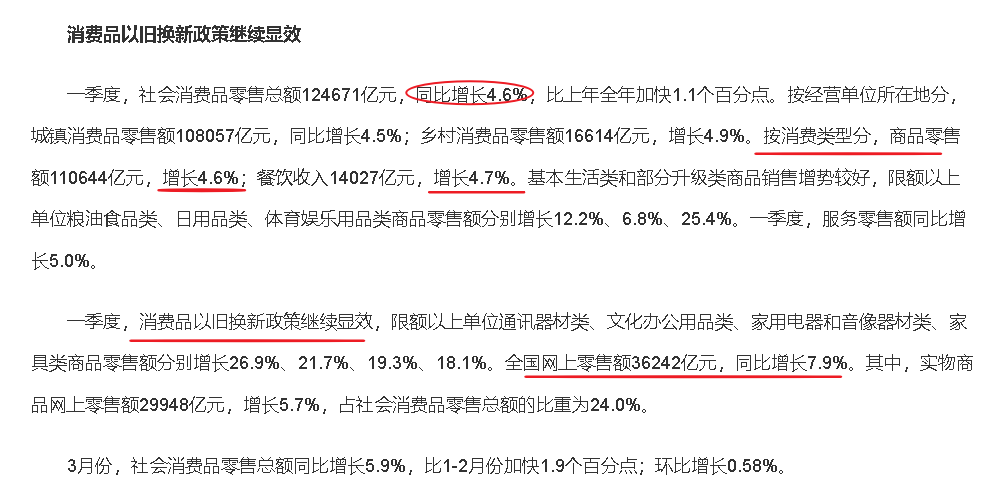 消费品以旧换新政策继续显效
一季度，社会消费品零售总额124671亿元，同比增长4.6%，比上年全年加快1.1个百分点。按经营单位所在地分，
城镇消费品零售额108057亿元，同比增长4.5%；乡村消费品零售额16614亿元，增长4.9%。按消费类型分，商品零售
额110644亿元，增长4.6%；餐饮收入14027亿元，增长4.7%。基本生活类和部分升级类商品销售增势较好，限额以上
单位粮油食品类、日用品类、体育娱乐用品类商品零售额分别增长12.2%、6.8%、25.4%。一季度，服务零售额同比增
长5.0%。
一季度，消费品以旧换新政策继续显效，限额以上单位通讯器材类、文化办公用品类、家用电器和音像器材类、家
具类商品零售额分别增长26.9%、21.7%、19.3%、18.1%。全国网上零售额36242亿元，同比增长7.9%。其中，实物商
品网上零售额29948亿元，增长5.7%，占社会消费品零售总额的比重为24.0%。
3月份，社会消费品零售总额同比增长5.9%，比1-2月份加快1.9个百分点；环比增长0.58%。